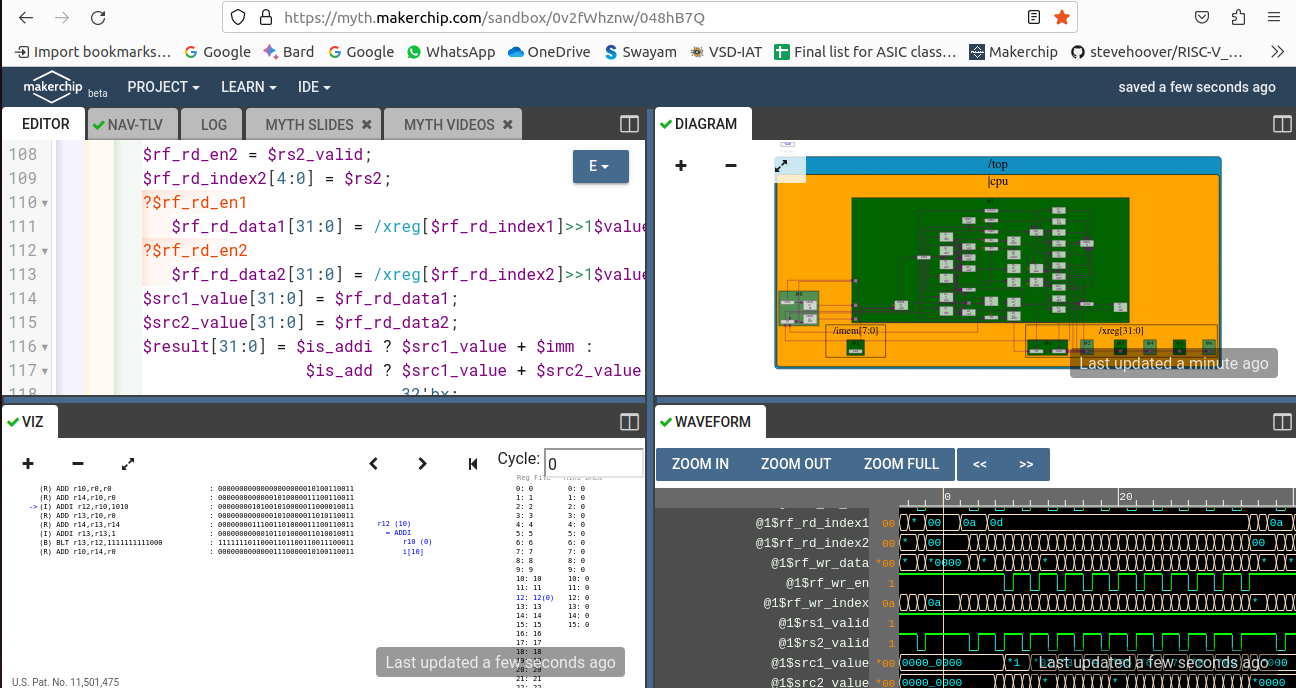 https://myth.makerchip.com/sandbox/0v2fWhznw/048hB7Q
Import bookmarks... Google Bard Google WhatsApp OneDrive Swayam VSD-IAT Final list for ASIC class... Makerchip stevehoover/RISC-V_...
makerchip beta PROJECT LEARN IDE saved a few seconds ago
EDITOR NAV-TLV LOG MYTH SLIDES MYTH VIDEOS
108 $rf_rd_en2 = $rs2_valid;
109 $rf_rd_index2[4:0] = $rs2;
110 ?$rf_rd_en1
111 $rf_rd_data1[31:0] = /xreg[$rf_rd_index1]>>1$value
112 ?$rf_rd_en2
113 $rf_rd_data2[31:0] = /xreg[$rf_rd_index2]>>1$value
114 $src1_value[31:0] = $rf_rd_data1;
115 $src2_value[31:0] = $rf_rd_data2;
116 $result[31:0] = $is_addi ? $src1_value + $imm :
117 $is_add ? $src1_value + $src2_value
118 32'bx;
E
DIAGRAM
/top
|cpu
/imem[7:0] /xreg[31:0]
Last updated a minute ago
VIZ
Cycle: 0
(R) ADD r10,r0,r0 : 00000000000000000000010100110011
(R) ADD r14,r10,r0 : 00000000000001010000011100110011
-> (I) ADDI r12,r10,1010 : 00000000101001010000011000010011
(R) ADD r13,r10,r0 : 00000000000001010000011010110011
(R) ADD r14,r13,r14 : 00000000111001101000011100110011
(I) ADDI r13,r13,1 : 00000000000101101000011010010011
(B) BLT r13,r12,1111111111000 : 11111110110001101100110011100011
(R) ADD r10,r14,r0 : 00000000000001110000010100110011
r12 (10)
= ADDI
r10 (0)
i[10]
Reg File Mini DMEM
0: 0 0: 0
1: 1 1: 0
2: 2 2: 0
3: 3 3: 0
4: 4 4: 0
5: 5 5: 0
6: 6 6: 0
7: 7 7: 0
8: 8 8: 0
9: 9 9: 0
10: 10 10: 0
11: 11 11: 0
12: 12(0) 12: 0
13: 13 13: 0
14: 14 14: 0
15: 15 15: 0
16: 16
17: 17
18: 18
19: 19
20: 20
21: 21
22: 22
Last updated a few seconds ago
U.S. Pat. No. 11,501,475
WAVEFORM
ZOOM IN ZOOM OUT ZOOM FULL << >>
0 20
@1$rf_rd_index1 00 * 00 0a 0d 0a
@1$rf_rd_index2 00 * 00 00
@1$rf_wr_data *00 * *0000 * * * *
@1$rf_wr_en 1
@1$rf_wr_index 0a 0a *
@1$rs1_valid 1
@1$rs2_valid 1
@1$src1_value *00 0000_0000 *1
@1$src2_value *00 0000_0000 * * *0000
Last updated a few seconds ago